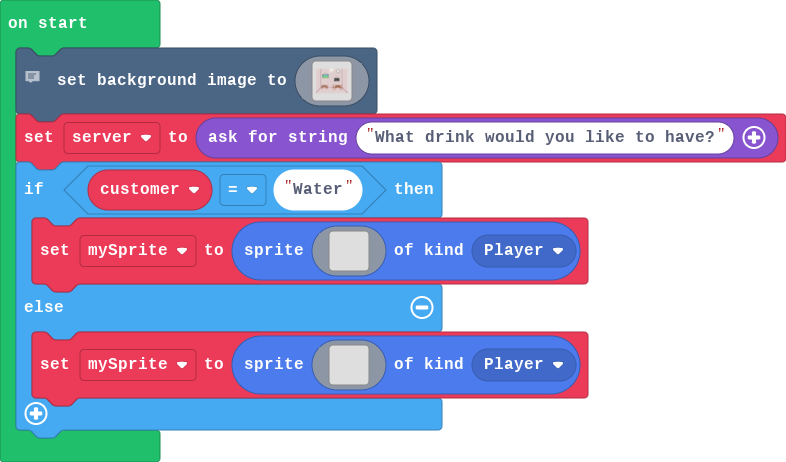 on start
set background image to
set server to ask for string "What drink would you like to have?"
if customer = "Water" then
set mySprite to sprite of kind Player
else
set mySprite to sprite of kind Player